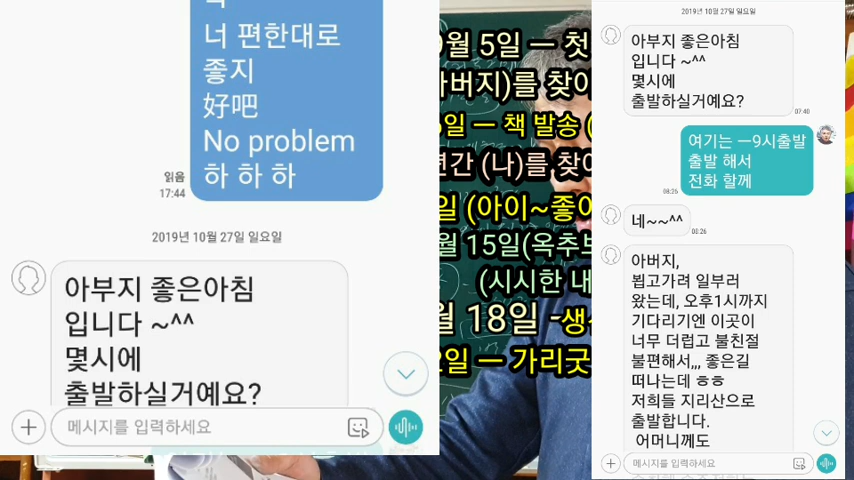 너 편한대로
좋지
好吧
No problem
하 하 하
읽음
17:44
2019년 10월 27일 일요일
아부지 좋은아침
입니다 ~^^
몇시에
출발하실거예요?
메시지를 입력하세요
월 5일 ー 첫
버지)를 찾아
일 ー 책 발송 (
년간 (나)를 찾아
일 (아이~좋아
월 15일(옥추보
(시시한 내
월 18일 -생
일 ー 가리굿
2019년 10월 27일 일요일
아부지 좋은아침
입니다 ~^^
몇시에
출발하실거예요?
07:40
여기는 ㅡ9시출발
출발 해서
전화 할께
08:26
네~~^^
08:26
아버지,
뵙고가려 일부러
왔는데, 오후1시까지
기다리기엔 이곳이
너무 더럽고 불친절
불편해서,,, 좋은길
떠나는데 ㅎㅎ
저희들 지리산으로
출발합니다.
어머니께도
메시지를 입력하세요